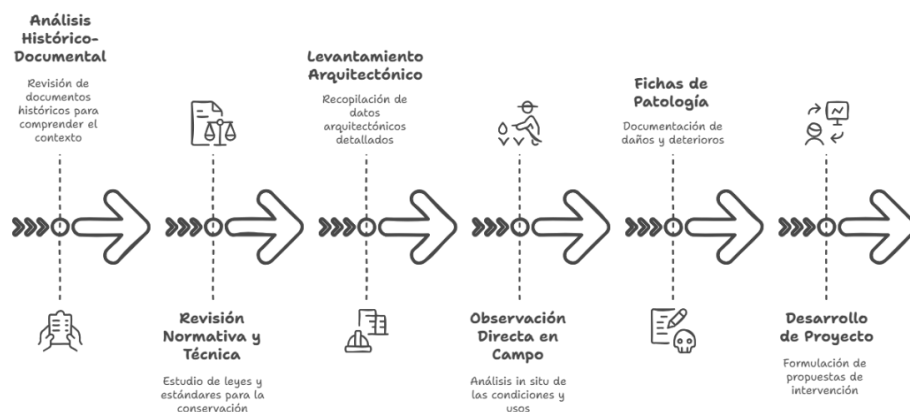 Análisis
Histórico-
Documental
Revisión de
documentos
históricos para
comprender el
contexto
Revisión
Normativa y
Técnica
Estudio de leyes y
estándares para la
conservación
Levantamiento
Arquitectónico
Recopilación de
datos
arquitectónicos
detallados
Observación
Directa en
Campo
Análisis in situ de
las condiciones y
usos
Fichas de
Patología
Documentación de
daños y deterioros
Desarrollo
de Proyecto
Formulación de
propuestas de
intervención